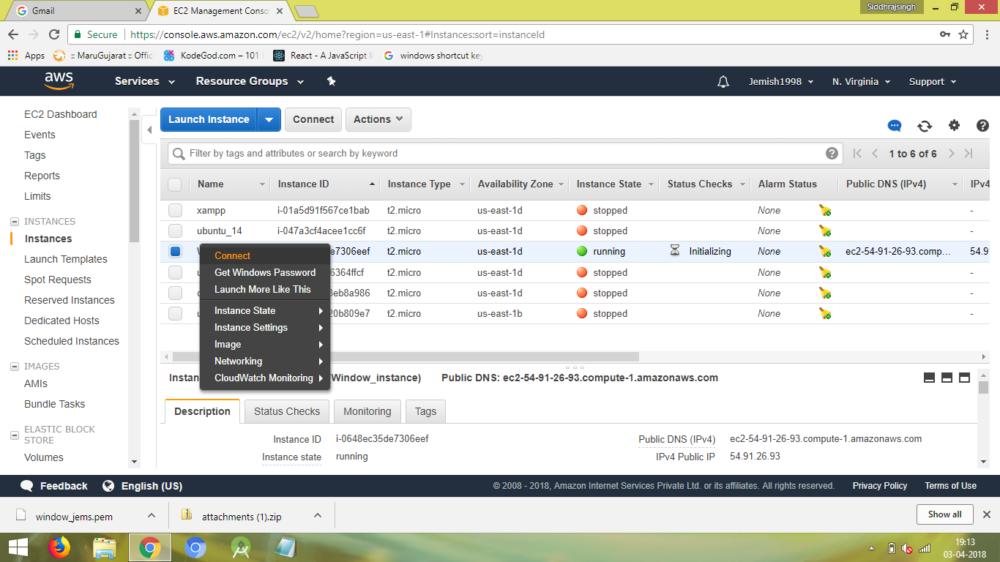 Gmail
EC2 Management Conso
Siddhrajsingh
Secure https://console.aws.amazon.com/ec2/v2/home?region=us-east-1#Instances:sort=instanceId
Apps :: MaruGujarat :: Offic KodeGod.com – 101 React - A JavaScript li windows shortcut key
aws Services Resource Groups Jemish1998 N. Virginia Support
EC2 Dashboard
Events
Tags
Reports
Limits
INSTANCES
Instances
Launch Templates
Spot Requests
Reserved Instances
Dedicated Hosts
Scheduled Instances
IMAGES
AMIs
Bundle Tasks
ELASTIC BLOCK
STORE
Volumes
Launch Instance Connect Actions
Filter by tags and attributes or search by keyword 1 to 6 of 6
Name Instance ID Instance Type Availability Zone Instance State Status Checks Alarm Status Public DNS (IPv4) IPv4
xampp i-01a5d91f567ce1bab t2.micro us-east-1d stopped None -
ubuntu_14 i-047a3cf4acee1cc6f t2.micro us-east-1d stopped None -
W e7306eef t2.micro us-east-1d running Initializing None ec2-54-91-26-93.comp... 54.9
u 6364ffcf t2.micro us-east-1d stopped None -
3eb8a986 t2.micro us-east-1d stopped None -
u 20b809e7 t2.micro us-east-1b stopped None -
Connect
Get Windows Password
Launch More Like This
Instance State
Instance Settings
Image
Networking
CloudWatch Monitoring
Instan (Window_instance) Public DNS: ec2-54-91-26-93.compute-1.amazonaws.com
Description Status Checks Monitoring Tags
Instance ID i-0648ec35de7306eef Public DNS (IPv4) ec2-54-91-26-93.compute-1.amazonaws.com
Instance state running IPv4 Public IP 54.91.26.93
Feedback English (US) © 2008 - 2018, Amazon Internet Services Private Ltd. or its affiliates. All rights reserved. Privacy Policy Terms of Use
window_jems.pem attachments (1).zip Show all
19:13
03-04-2018